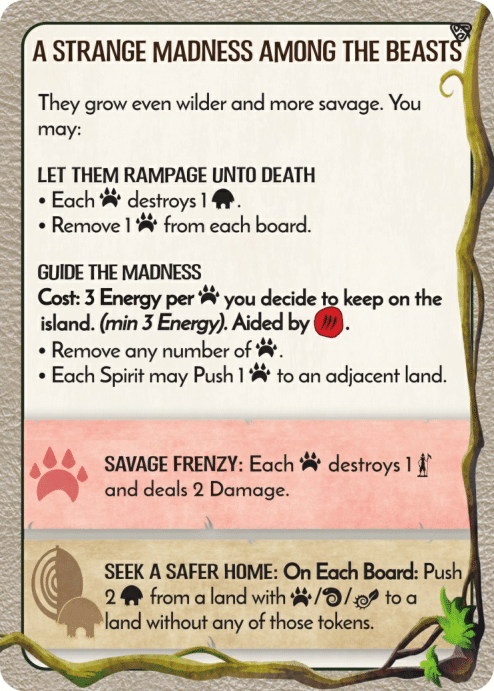 A STRANGE MADNESS AMONG THE BEASTS
They grow even wilder and more savage. You
may:
LET THEM RAMPAGE UNTO DEATH
• Each destroys 1 .
• Remove 1 from each board.
GUIDE THE MADNESS
Cost: 3 Energy per you decide to keep on the
island. (min 3 Energy). Aided by .
• Remove any number of .
• Each Spirit may Push 1 to an adjacent land.
SAVAGE FRENZY: Each destroys 1
and deals 2 Damage.
SEEK A SAFER HOME: On Each Board: Push
2 from a land with / / to a
land without any of those tokens.